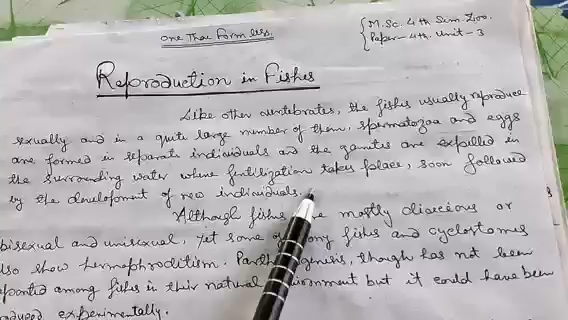 One Thai Form less.
M.Sc. 4th Sem. Zoo.
Paper- 4th. Unit - 3
Reproduction in Fishes
Like other vertebrates, the fishes usually reproduce
sexually and in a quite large number of them, spermatozoa and eggs
are formed in separate individuals and the gametes are expelled in
the surrounding water where fertilization takes place, soon followed
by the development of new individuals.
Although fishes are mostly dioecious or
bisexual and unisexual, yet some of bony fishes and cyclostomes
also show hermaphroditism. Parthenogenesis, though has not been
reported among fishes in their natural environment but it could have been
produced experimentally.